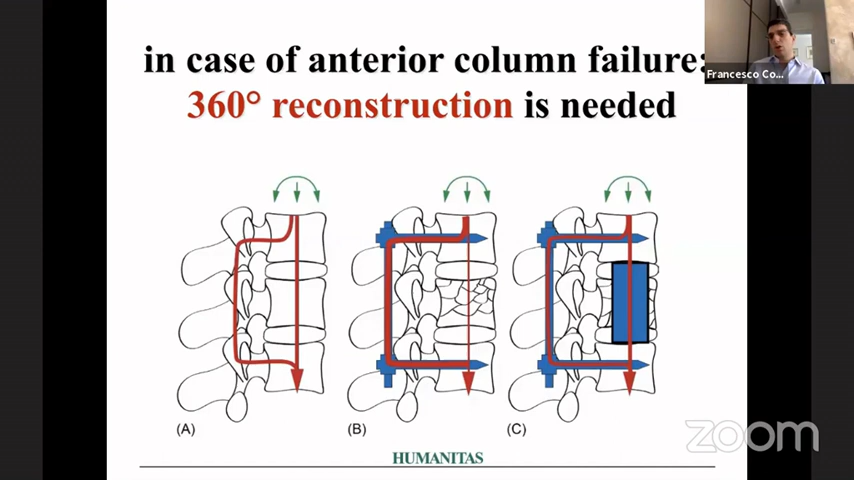 in case of anterior column failure:
360° reconstruction is needed
Francesco Co...
(A)
(B)
(C)
HUMANITAS
zoom